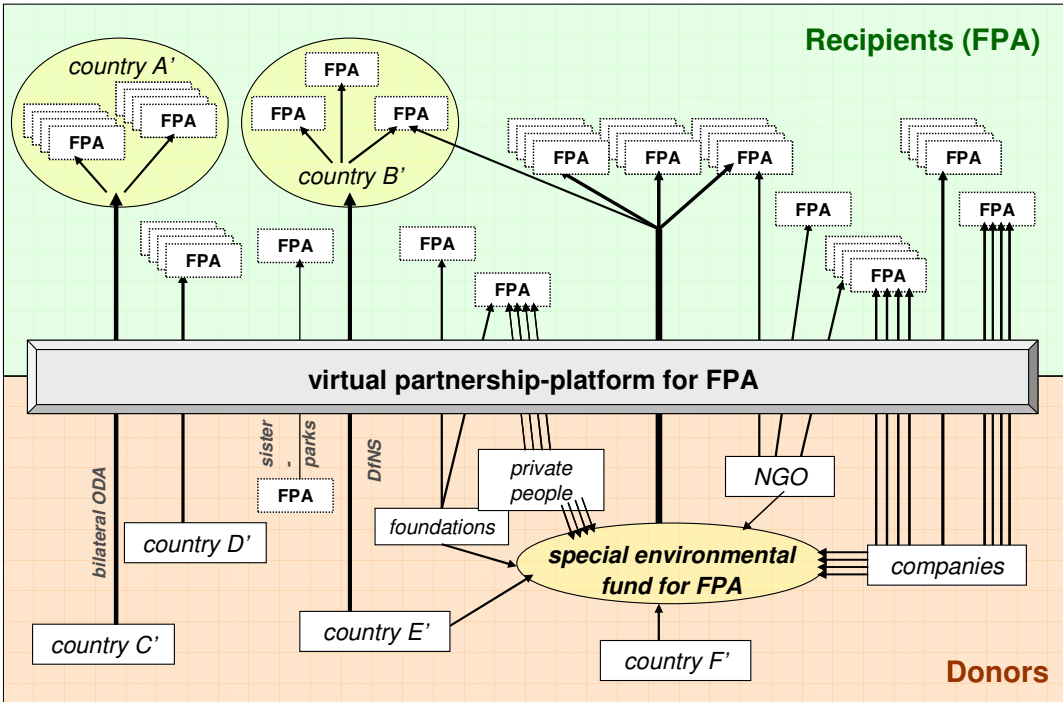 Recipients (FPA)
country A'
FPA
FPA
FPA
FPA
FPA
country B'
FPA
FPA
FPA
FPA
FPA
FPA
FPA
FPA
FPA
FPA
FPA
FPA
virtual partnership-platform for FPA
bilateral ODA
sister
-
parks
DfNS
FPA
private
people
NGO
foundations
country D'
special environmental
fund for FPA
companies
country C'
country E'
country F'
Donors